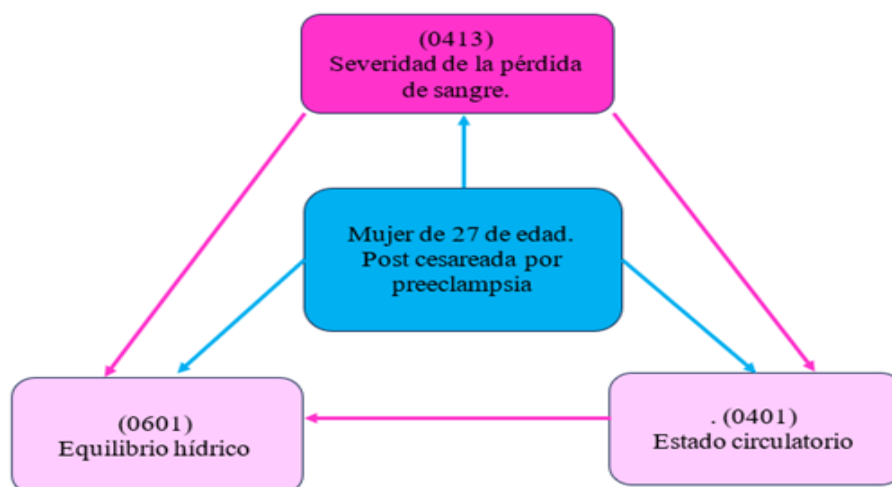 (0413)
Severidad de la pérdida
de sangre.
Mujer de 27 de edad.
Post cesareada por
preeclampsia
(0601)
Equilibrio hídrico
. (0401)
Estado circulatorio